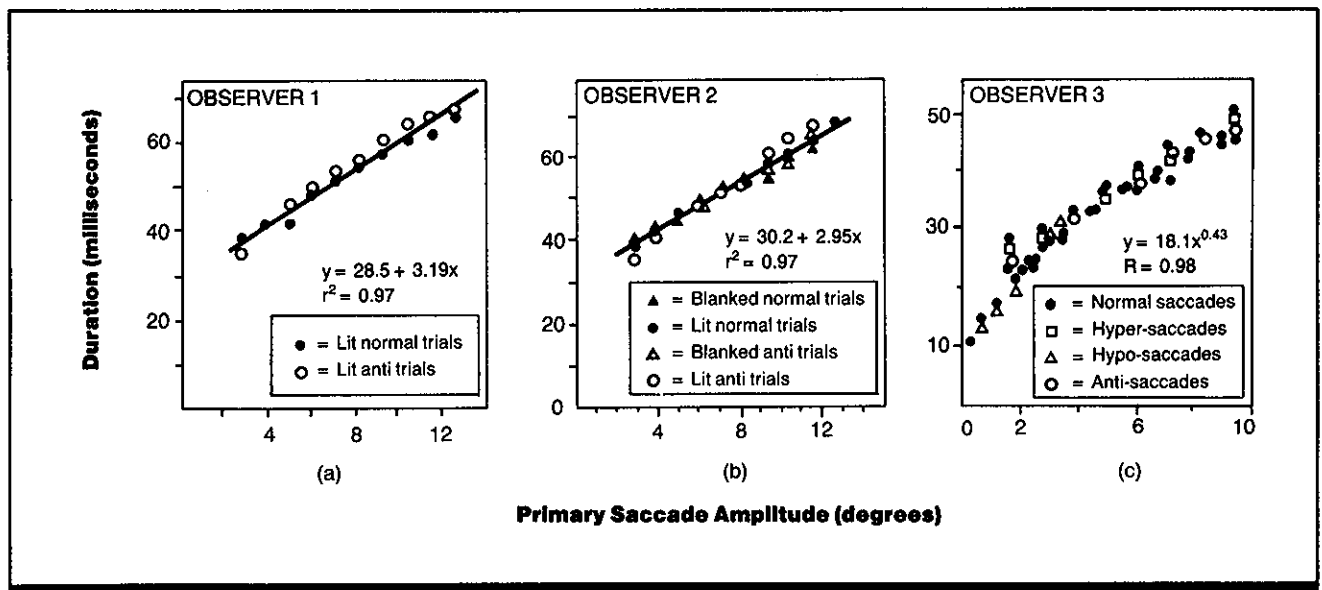 Duration (milliseconds)
OBSERVER 1
60
40
20
y = 28.5 + 3.19x
r² = 0.97
● = Lit normal trials
○ = Lit anti trials
4 8 12
(a)
OBSERVER 2
60
40
20
0
y = 30.2 + 2.95x
r² = 0.97
▲ = Blanked normal trials
● = Lit normal trials
△ = Blanked anti trials
○ = Lit anti trials
4 8 12
(b)
OBSERVER 3
50
30
10
y = 18.1x^0.43
R = 0.98
● = Normal saccades
□ = Hyper-saccades
△ = Hypo-saccades
○ = Anti-saccades
0 2 6 10
(c)
Primary Saccade Amplitude (degrees)